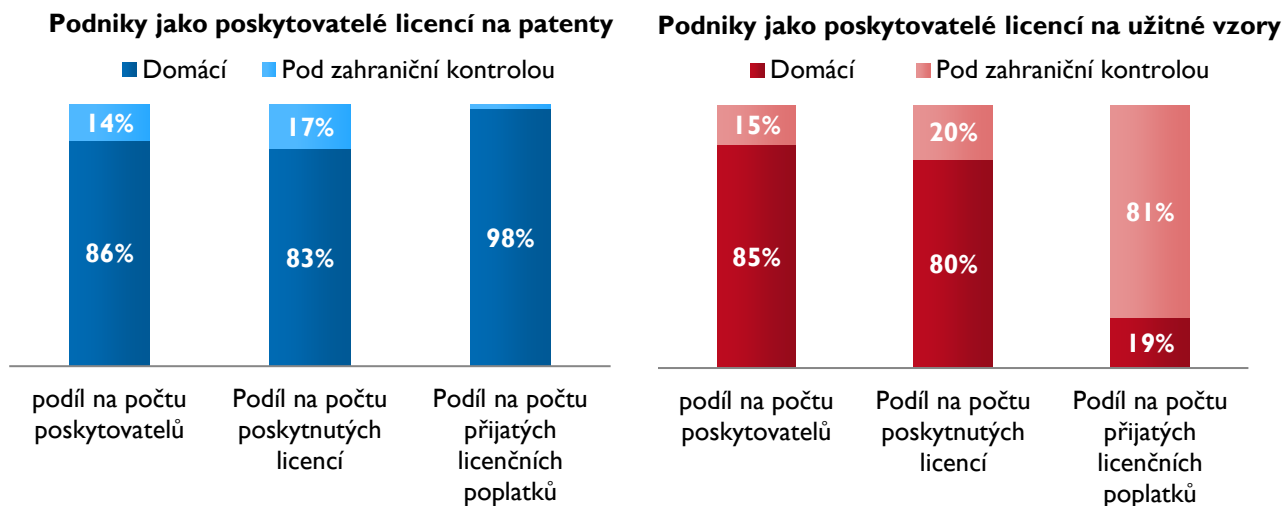 Podniky jako poskytovatelé licencí na patenty
Domácí
Pod zahraniční kontrolou
14%
17%
86%
83%
98%
podíl na počtu
poskytovatelů
Podíl na počtu
poskytnutých
licencí
Podíl na počtu
přijatých
licenčních
poplatků
Podniky jako poskytovatelé licencí na užitné vzory
Domácí
Pod zahraniční kontrolou
15%
20%
81%
85%
80%
19%
podíl na počtu
poskytovatelů
Podíl na počtu
poskytnutých
licencí
Podíl na počtu
přijatých
licenčních
poplatků